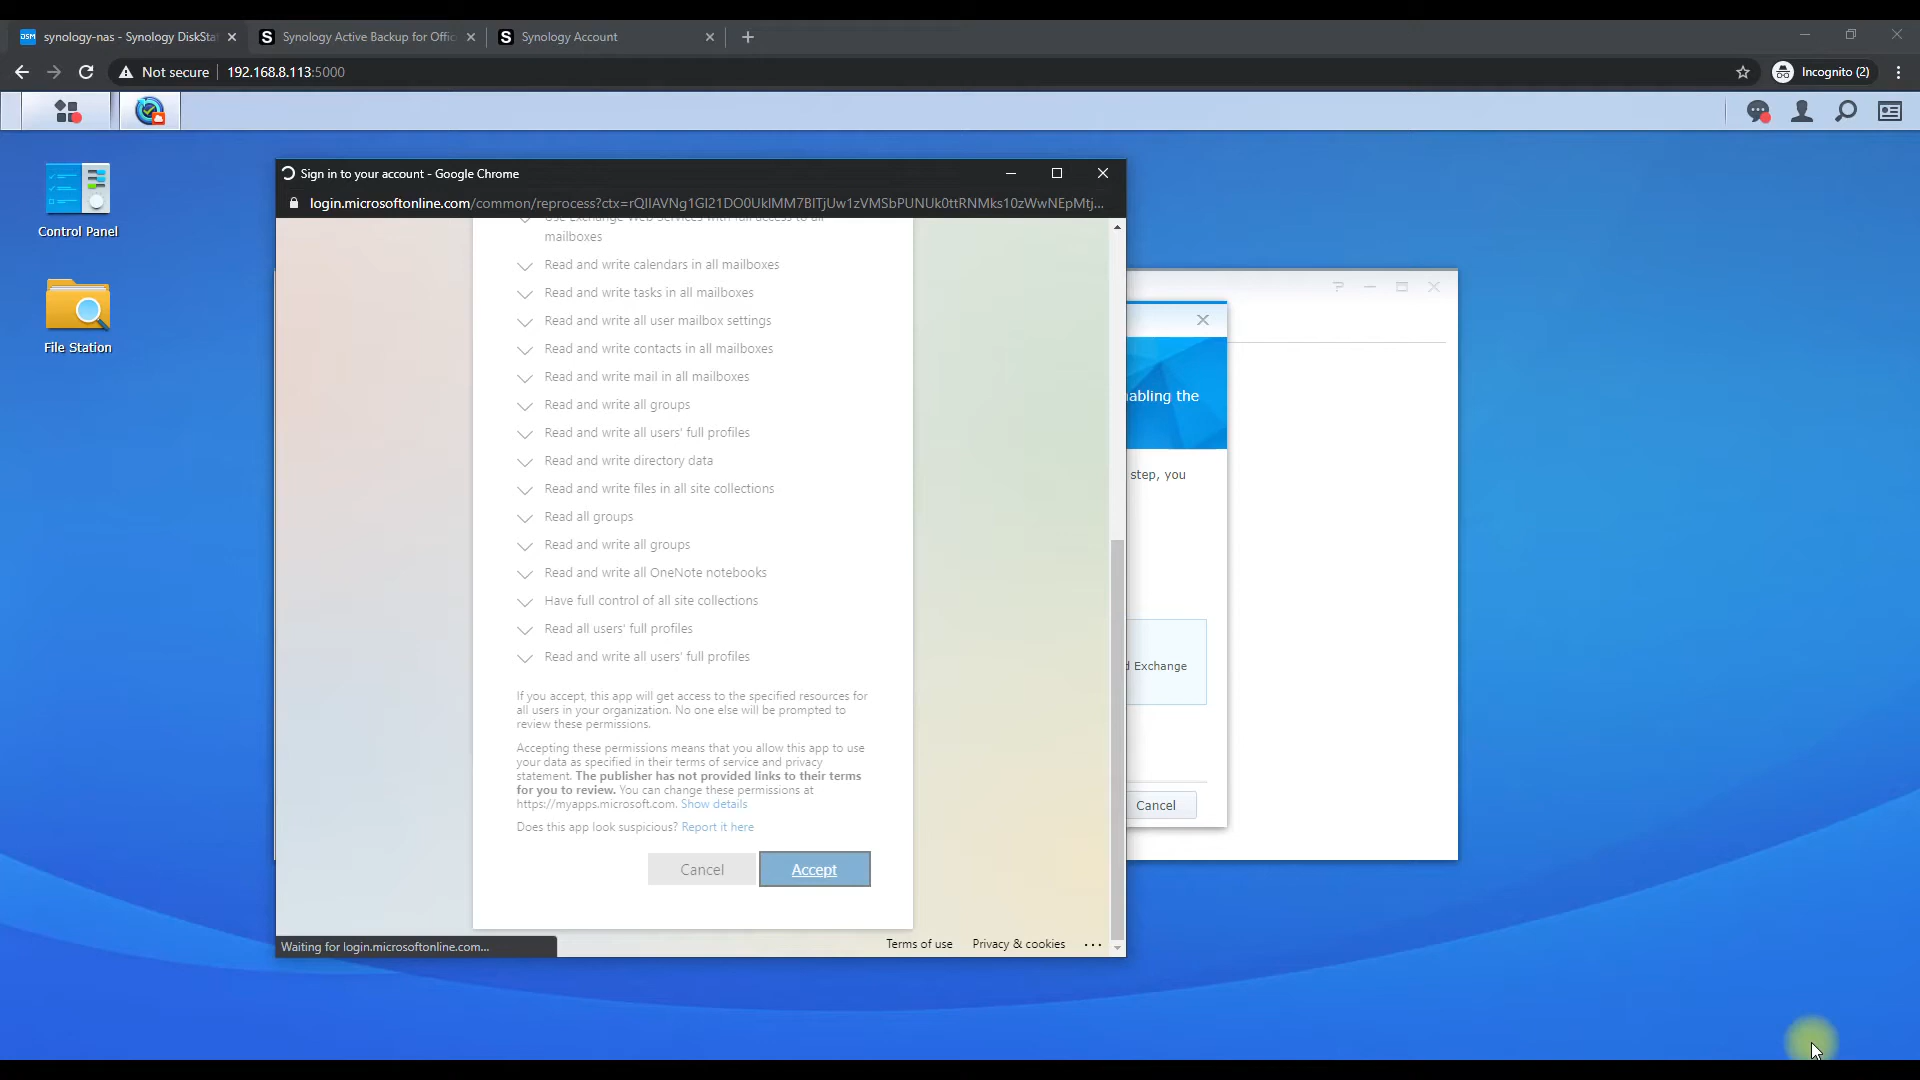 synology-nas - Synology DiskSta
Synology Active Backup for Offic
Synology Account
Not secure
192.168.8.113:5000
Incognito (2)
Control Panel
File Station
Sign in to your account - Google Chrome
login.microsoftonline.com/common/reprocess?ctx=rQIIAVNg1GI21DO0UklMM7BITjUw1zVMSbPUNUk0ttRNMks10zWwNEpMtj...
Use Exchange Web Services with full access to all
mailboxes
Read and write calendars in all mailboxes
Read and write tasks in all mailboxes
Read and write all user mailbox settings
Read and write contacts in all mailboxes
Read and write mail in all mailboxes
Read and write all groups
Read and write all users' full profiles
Read and write directory data
Read and write files in all site collections
Read all groups
Read and write all groups
Read and write all OneNote notebooks
Have full control of all site collections
Read all users' full profiles
Read and write all users' full profiles
If you accept, this app will get access to the specified resources for
all users in your organization. No one else will be prompted to
review these permissions.
Accepting these permissions means that you allow this app to use
your data as specified in their terms of service and privacy
statement. The publisher has not provided links to their terms
for you to review. You can change these permissions at
https://myapps.microsoft.com. Show details
Does this app look suspicious? Report it here
Cancel
Accept
Waiting for login.microsoftonline.com...
Terms of use
Privacy & cookies
...
abling the
step, you
d Exchange
Cancel